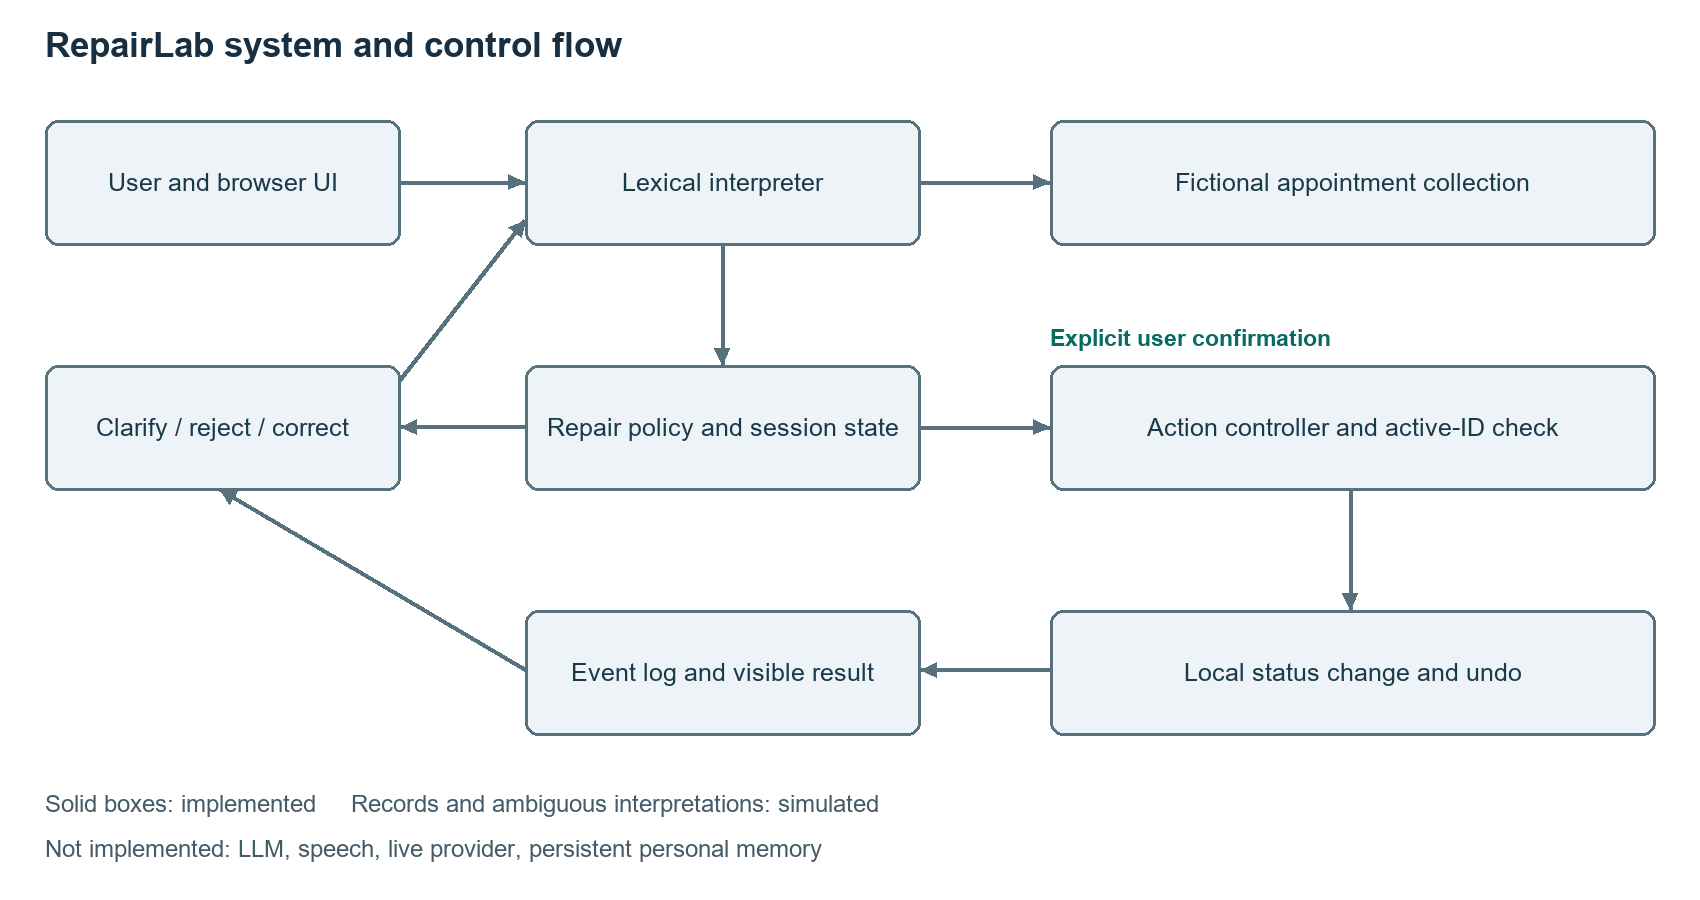 RepairLab system and control flow
User and browser UI
Lexical interpreter
Fictional appointment collection
Explicit user confirmation
Clarify / reject / correct
Repair policy and session state
Action controller and active-ID check
Event log and visible result
Local status change and undo
Solid boxes: implemented
Records and ambiguous interpretations: simulated
Not implemented: LLM, speech, live provider, persistent personal memory